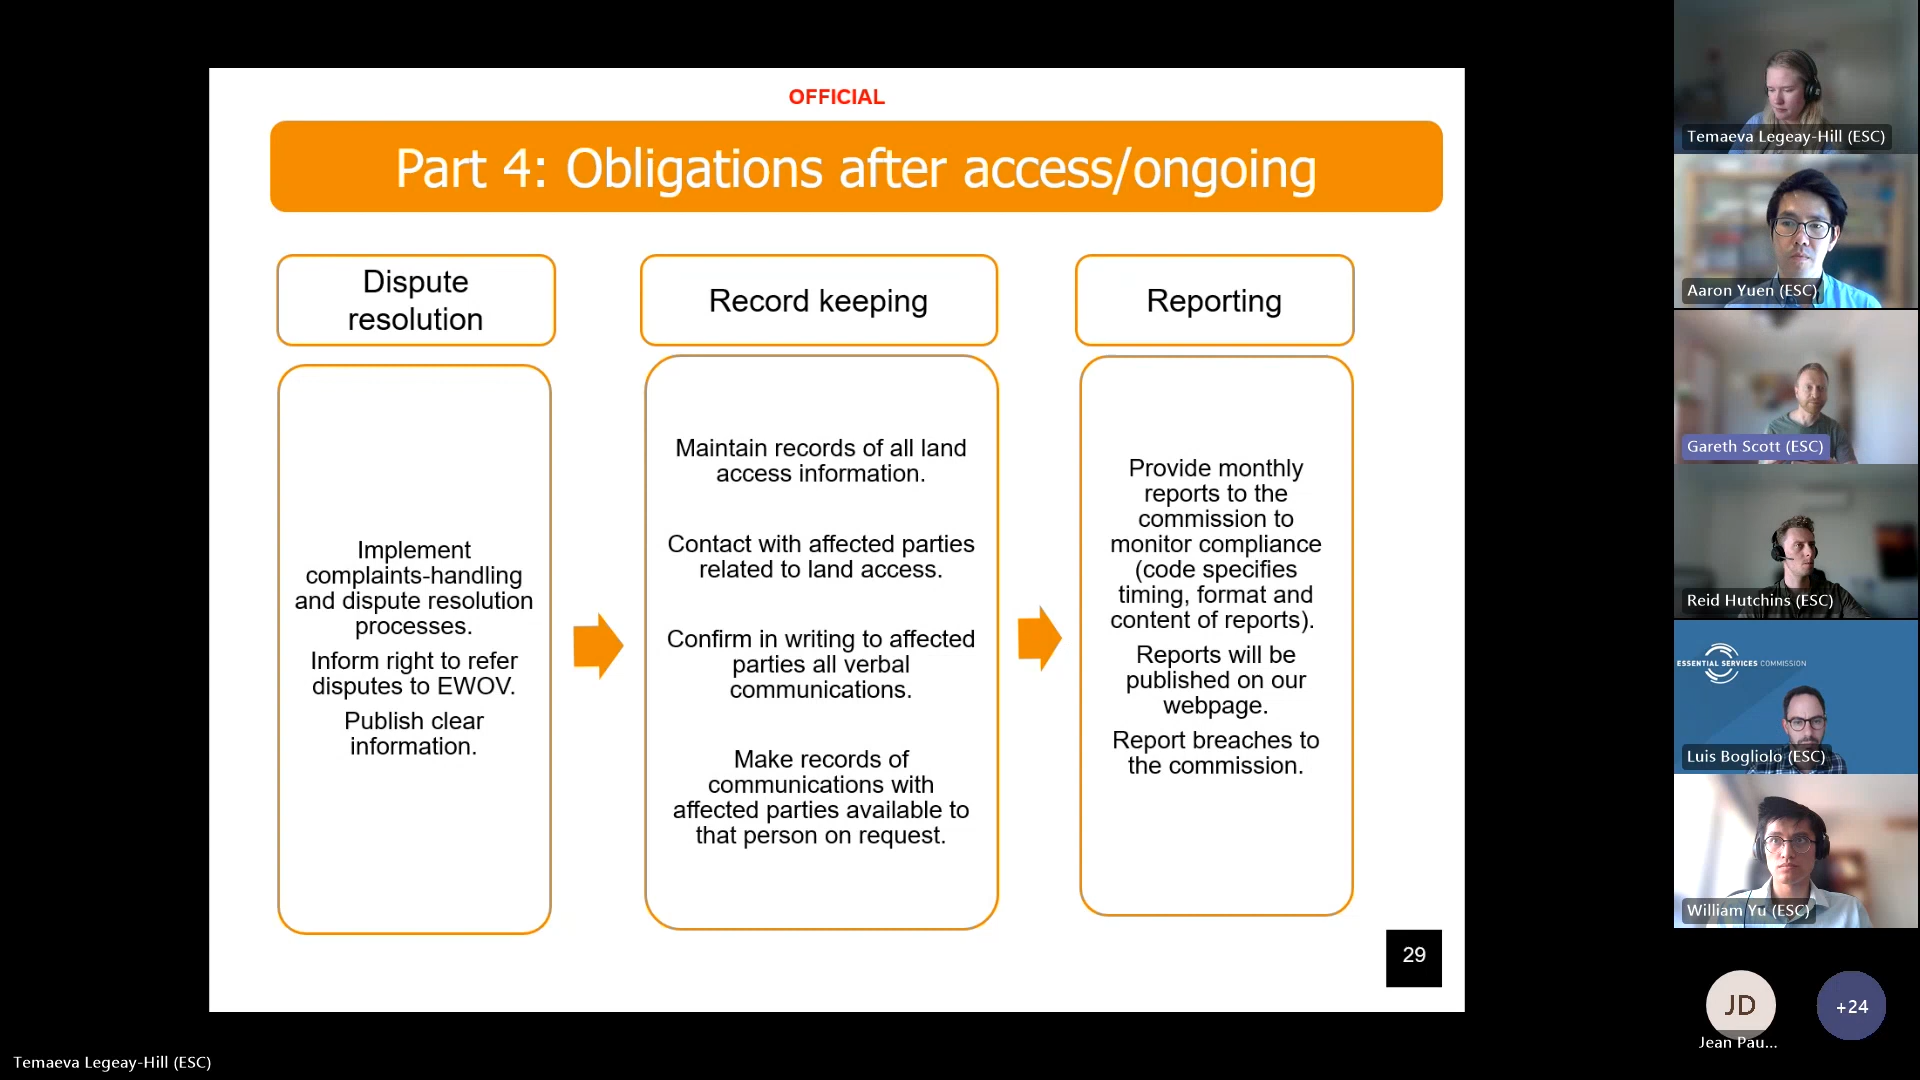 OFFICIAL
Part 4: Obligations after access/ongoing
Dispute
resolution
Implement
complaints-handling
and dispute resolution
processes.
Inform right to refer
disputes to EWOV.
Publish clear
information.
Record keeping
Maintain records of all land
access information.
Contact with affected parties
related to land access.
Confirm in writing to affected
parties all verbal
communications.
Make records of
communications with
affected parties available to
that person on request.
Reporting
Provide monthly
reports to the
commission to
monitor compliance
(code specifies
timing, format and
content of reports).
Reports will be
published on our
webpage.
Report breaches to
the commission.
29
Temaeva Legeay-Hill (ESC)
Aaron Yuen (ESC)
Gareth Scott (ESC)
Reid Hutchins (ESC)
ESSENTIAL SERVICES COMMISSION
Luis Bogliolo (ESC)
William Yu (ESC)
JD
Jean Pau...
+24
Temaeva Legeay-Hill (ESC)